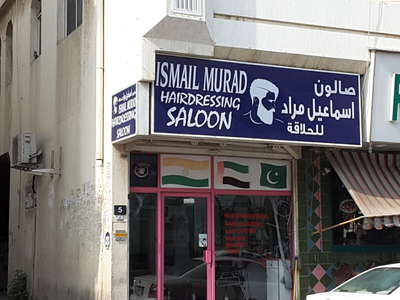 ISMAIL MURAD
HAIRDRESSING
SALOON
صالون
اسماعيل مراد
للحلاقة
ISMAIL MURAD
HAIRDRESSING
SALOON
5